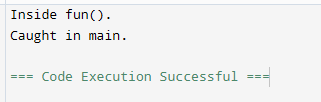 Inside fun().
Caught in main.
=== Code Execution Successful ===